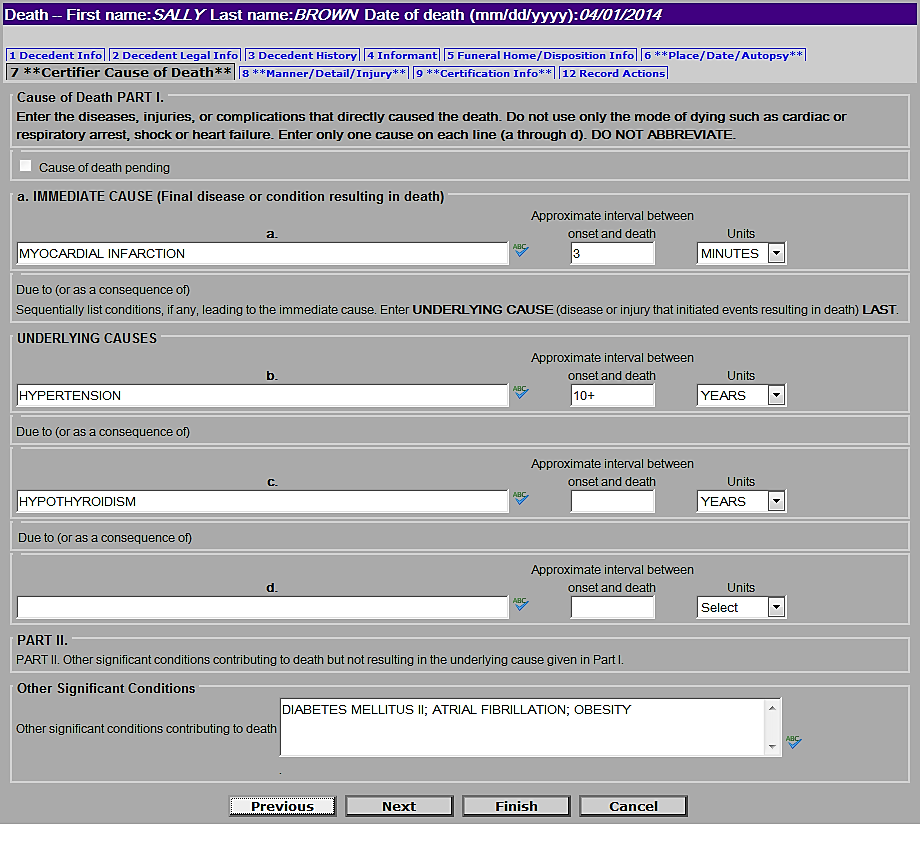 Death -- First name:SALLY Last name:BROWN Date of death (mm/dd/yyyy):04/01/2014
1 Decedent Info 2 Decedent Legal Info 3 Decedent History 4 Informant 5 Funeral Home/Disposition Info 6 **Place/Date/Autopsy**
7 **Certifier Cause of Death** 8 **Manner/Detail/Injury** 9 **Certification Info** 12 Record Actions
Cause of Death PART I.
Enter the diseases, injuries, or complications that directly caused the death. Do not use only the mode of dying such as cardiac or
respiratory arrest, shock or heart failure. Enter only one cause on each line (a through d). DO NOT ABBREVIATE.
Cause of death pending
a. IMMEDIATE CAUSE (Final disease or condition resulting in death)
Approximate interval between
a. onset and death Units
MYOCARDIAL INFARCTION ABC 3 MINUTES
Due to (or as a consequence of)
Sequentially list conditions, if any, leading to the immediate cause. Enter UNDERLYING CAUSE (disease or injury that initiated events resulting in death) LAST.
UNDERLYING CAUSES
Approximate interval between
b. onset and death Units
HYPERTENSION ABC 10+ YEARS
Due to (or as a consequence of)
Approximate interval between
c. onset and death Units
HYPOTHYROIDISM ABC YEARS
Due to (or as a consequence of)
Approximate interval between
d. onset and death Units
ABC Select
PART II.
PART II. Other significant conditions contributing to death but not resulting in the underlying cause given in Part I.
Other Significant Conditions
DIABETES MELLITUS II; ATRIAL FIBRILLATION; OBESITY
Other significant conditions contributing to death ABC
.
Previous Next Finish Cancel